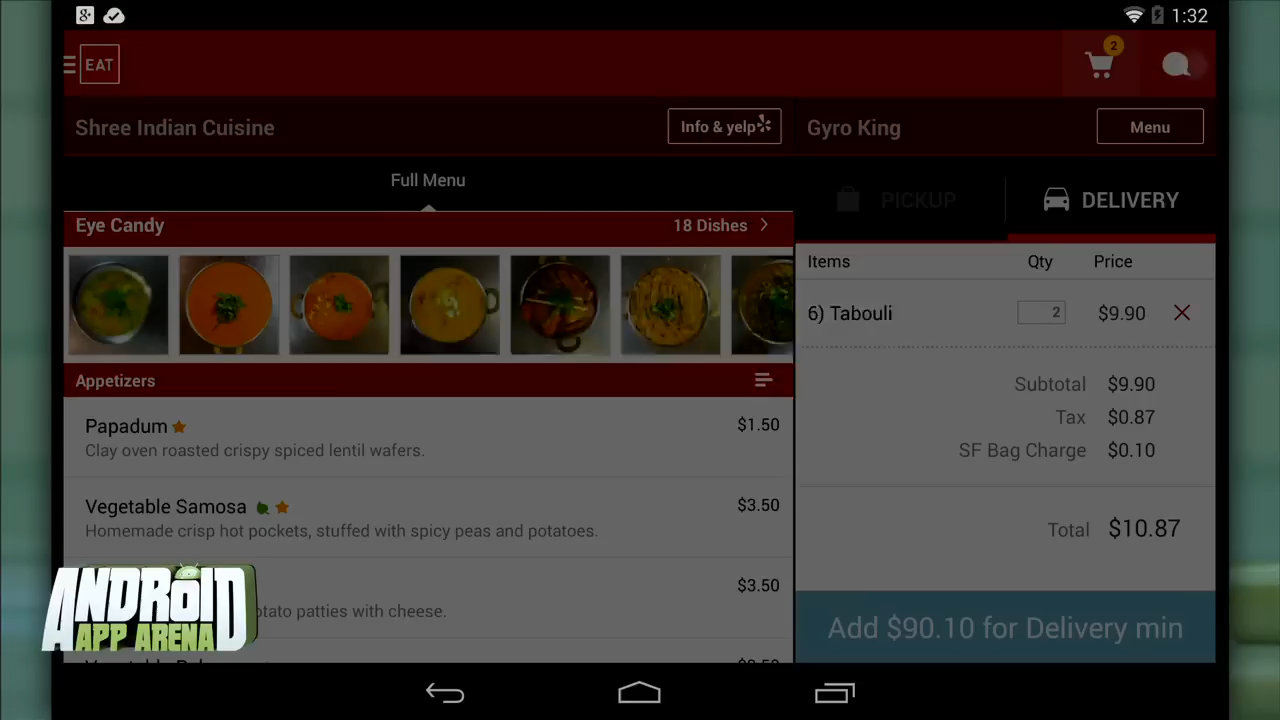 1:32
EAT
2
Shree Indian Cuisine
Info & yelp
Gyro King
Menu
Full Menu
PICKUP
DELIVERY
Eye Candy
18 Dishes
Items Qty Price
6) Tabouli 2 $9.90
Subtotal $9.90
Tax $0.87
SF Bag Charge $0.10
Total $10.87
Add $90.10 for Delivery min
Appetizers
Papadum $1.50
Clay oven roasted crispy spiced lentil wafers.
Vegetable Samosa $3.50
Homemade crisp hot pockets, stuffed with spicy peas and potatoes.
$3.50
patties with cheese.
ANDROID
APP ARENA